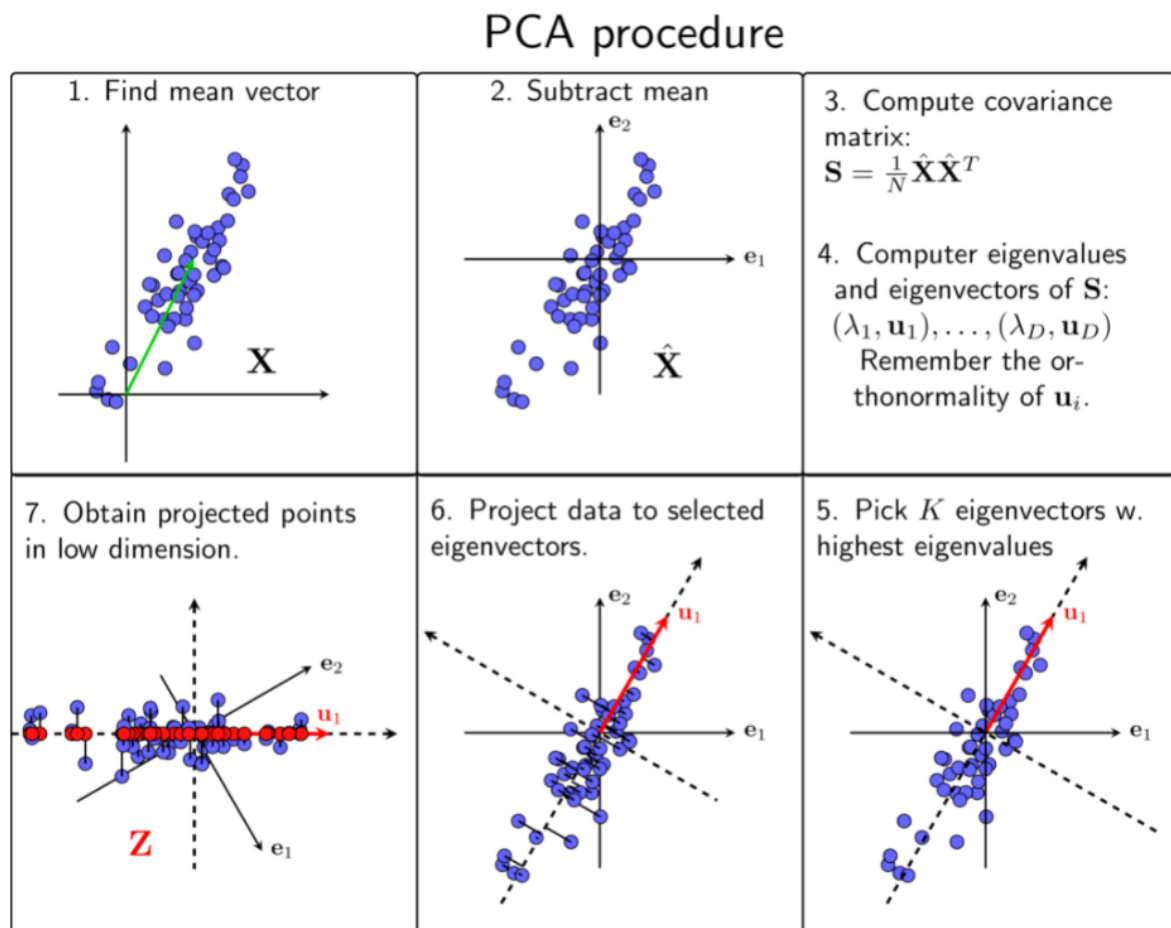 PCA procedure
1. Find mean vector
X
2. Subtract mean
e₂
e₁
X̂
3. Compute covariance
matrix:
S = 1/N X̂X̂ᵀ
4. Computer eigenvalues
and eigenvectors of S:
(λ₁, u₁), . . . , (λ_D, u_D)
Remember the or-
thonormality of uᵢ.
7. Obtain projected points
in low dimension.
e₂
u₁
Z
e₁
6. Project data to selected
eigenvectors.
e₂
u₁
e₁
5. Pick K eigenvectors w.
highest eigenvalues
e₂
u₁
e₁